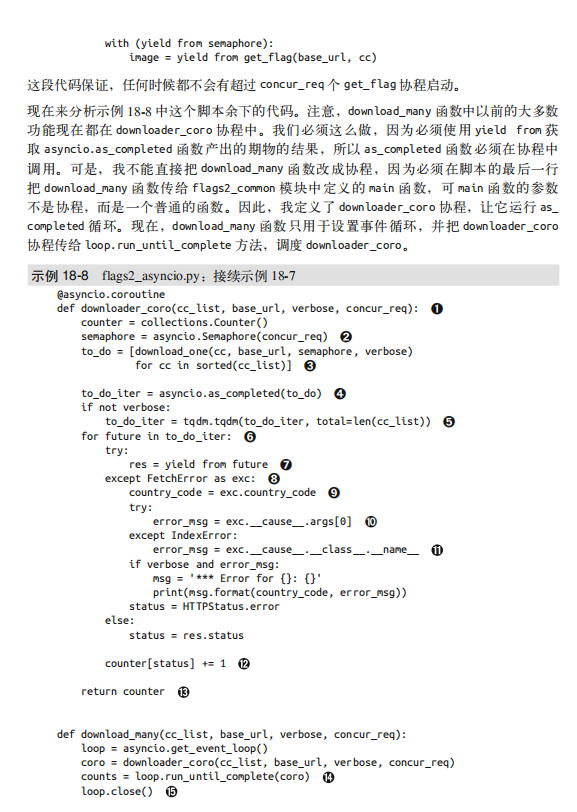 with (yield from semaphore):
    image = yield from get_flag(base_url, cc)
这段代码保证，任何时候都不会有超过 concur_req 个 get_flag 协程启动。
现在来分析示例 18-8 中这个脚本余下的代码。注意，download_many 函数中以前的大多数
功能现在都在 downloader_coro 协程中。我们必须这么做，因为必须使用 yield from 获
取 asyncio.as_completed 函数产出的期物的结果，所以 as_completed 函数必须在协程中
调用。可是，我不能直接把 download_many 函数改成协程，因为必须在脚本的最后一行
把 download_many 函数传给 flags2_common 模块中定义的 main 函数，可 main 函数的参数
不是协程，而是一个普通的函数。因此，我定义了 downloader_coro 协程，让它运行 as_
completed 循环。现在，download_many 函数只用于设置事件循环，并把 downloader_coro
协程传给 loop.run_until_complete 方法，调度 downloader_coro。
示例 18-8 flags2_asyncio.py：接续示例 18-7
@asyncio.coroutine
def downloader_coro(cc_list, base_url, verbose, concur_req): ❶
    counter = collections.Counter()
    semaphore = asyncio.Semaphore(concur_req) ❷
    to_do = [download_one(cc, base_url, semaphore, verbose)
             for cc in sorted(cc_list)] ❸
    to_do_iter = asyncio.as_completed(to_do) ❹
    if not verbose:
        to_do_iter = tqdm.tqdm(to_do_iter, total=len(cc_list)) ❺
    for future in to_do_iter: ❻
        try:
            res = yield from future ❼
        except FetchError as exc: ❽
            country_code = exc.country_code ❾
            try:
                error_msg = exc.__cause__.args[0] ❿
            except IndexError:
                error_msg = exc.__cause__.__class__.__name__ ⓫
            if verbose and error_msg:
                msg = '*** Error for {}: {}'
                print(msg.format(country_code, error_msg))
            status = HTTPStatus.error
        else:
            status = res.status
        counter[status] += 1 ⓬
    return counter ⓭
def download_many(cc_list, base_url, verbose, concur_req):
    loop = asyncio.get_event_loop()
    coro = downloader_coro(cc_list, base_url, verbose, concur_req)
    counts = loop.run_until_complete(coro) ⓮
    loop.close() ⓯